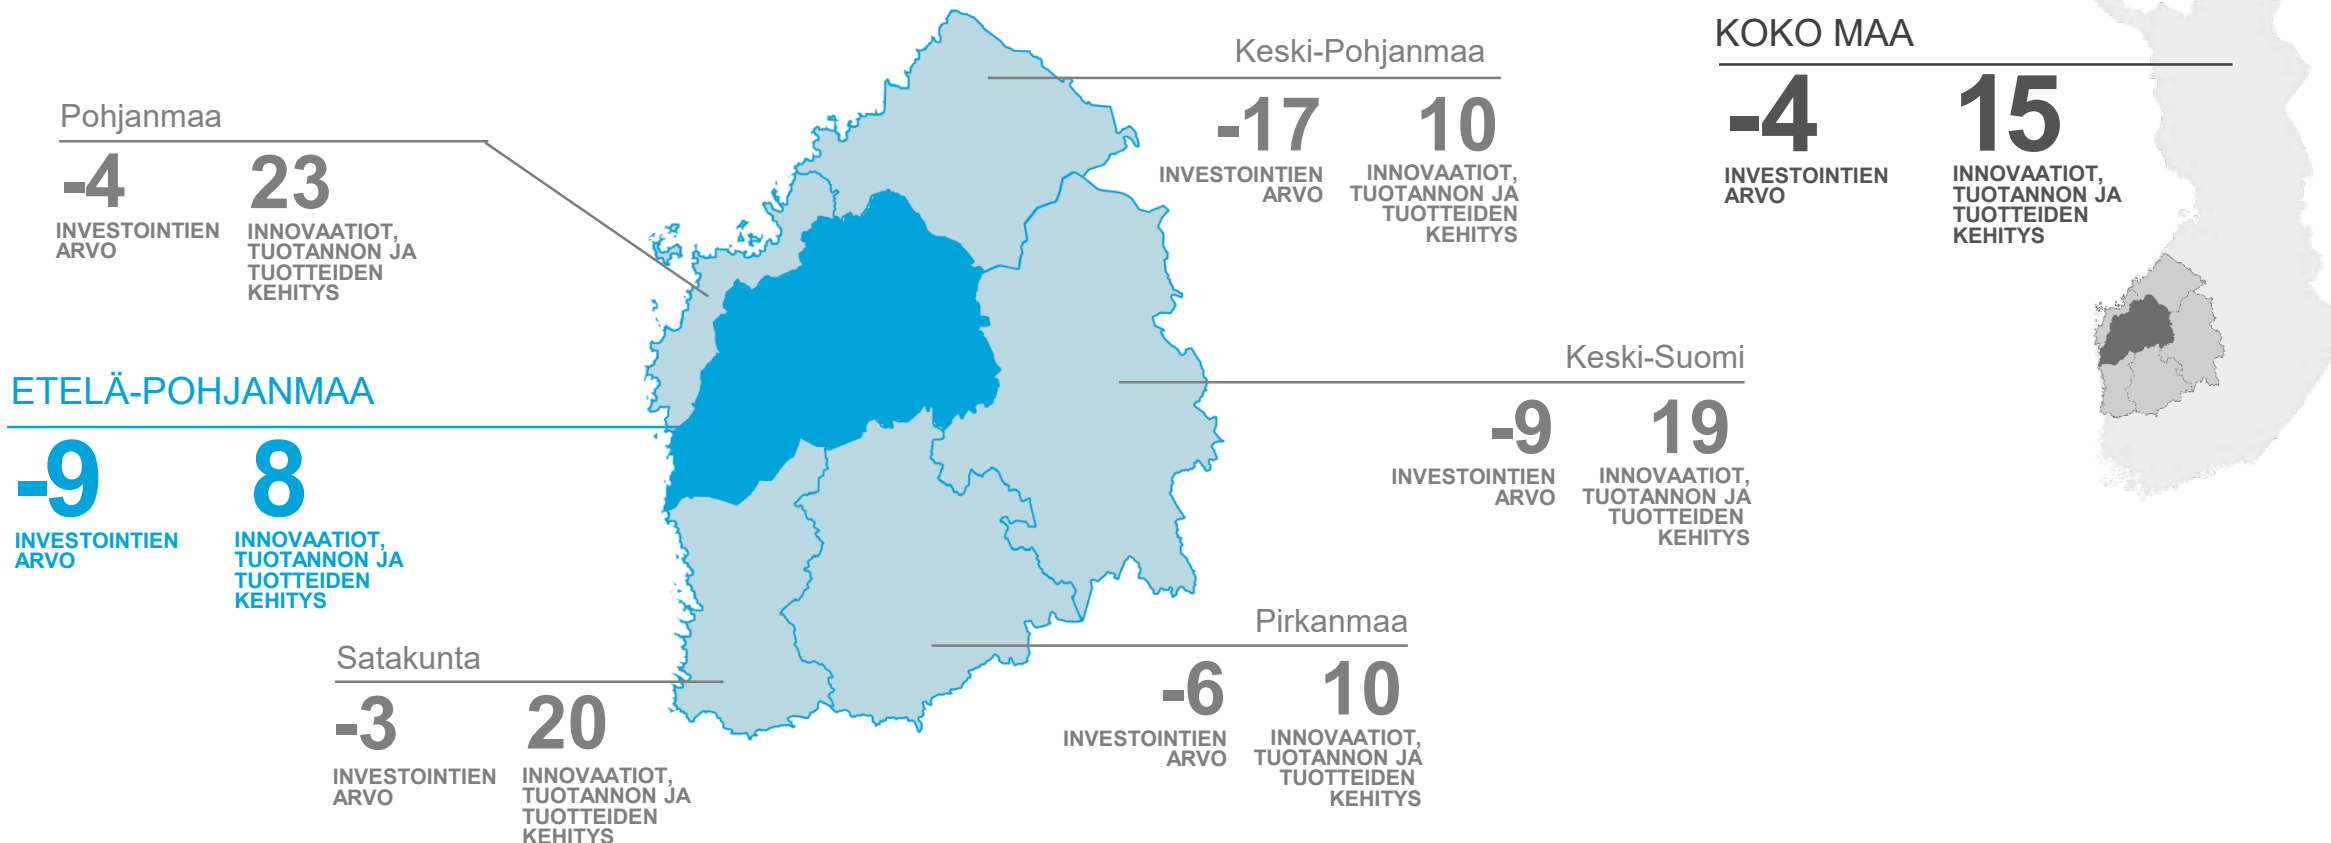 Pohjanmaa
-4
23
INVESTOINTIEN
ARVO
INNOVAATIOT,
TUOTANNON JA
TUOTTEIDEN
KEHITYS
Keski-Pohjanmaa
-17
10
INVESTOINTIEN
ARVO
INNOVAATIOT,
TUOTANNON JA
TUOTTEIDEN
KEHITYS
KOKO MAA
-4
15
INVESTOINTIEN
ARVO
INNOVAATIOT,
TUOTANNON JA
TUOTTEIDEN
KEHITYS
ETELÄ-POHJANMAA
-9
8
INVESTOINTIEN
ARVO
INNOVAATIOT,
TUOTANNON JA
TUOTTEIDEN
KEHITYS
Keski-Suomi
-9
19
INVESTOINTIEN
ARVO
INNOVAATIOT,
TUOTANNON JA
TUOTTEIDEN
KEHITYS
Satakunta
-3
20
INVESTOINTIEN
ARVO
INNOVAATIOT,
TUOTANNON JA
TUOTTEIDEN
KEHITYS
Pirkanmaa
-6
10
INVESTOINTIEN
ARVO
INNOVAATIOT,
TUOTANNON JA
TUOTTEIDEN
KEHITYS